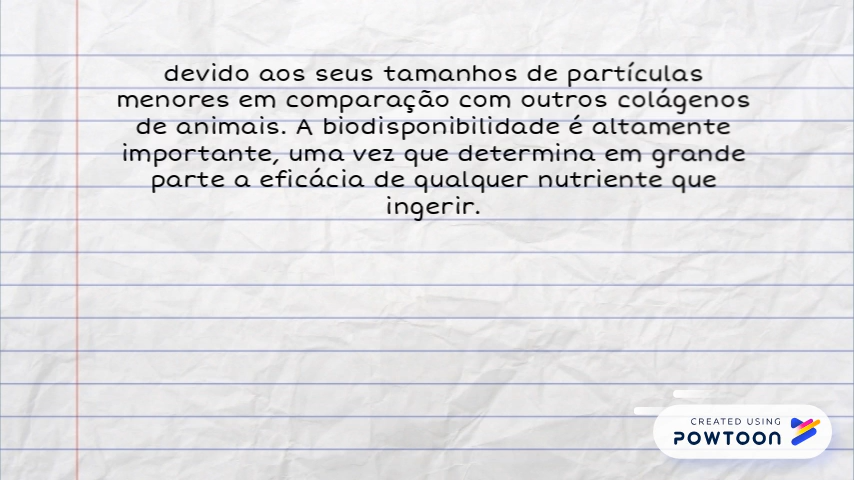 devido aos seus tamanhos de partículas
menores em comparação com outros colágenos
de animais. A biodisponibilidade é altamente
importante, uma vez que determina em grande
parte a eficácia de qualquer nutriente que
ingerir.
CREATED USING
POWTOON